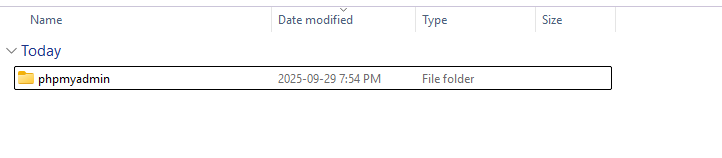 Name Date modified Type Size
Today
phpmyadmin 2025-09-29 7:54 PM File folder